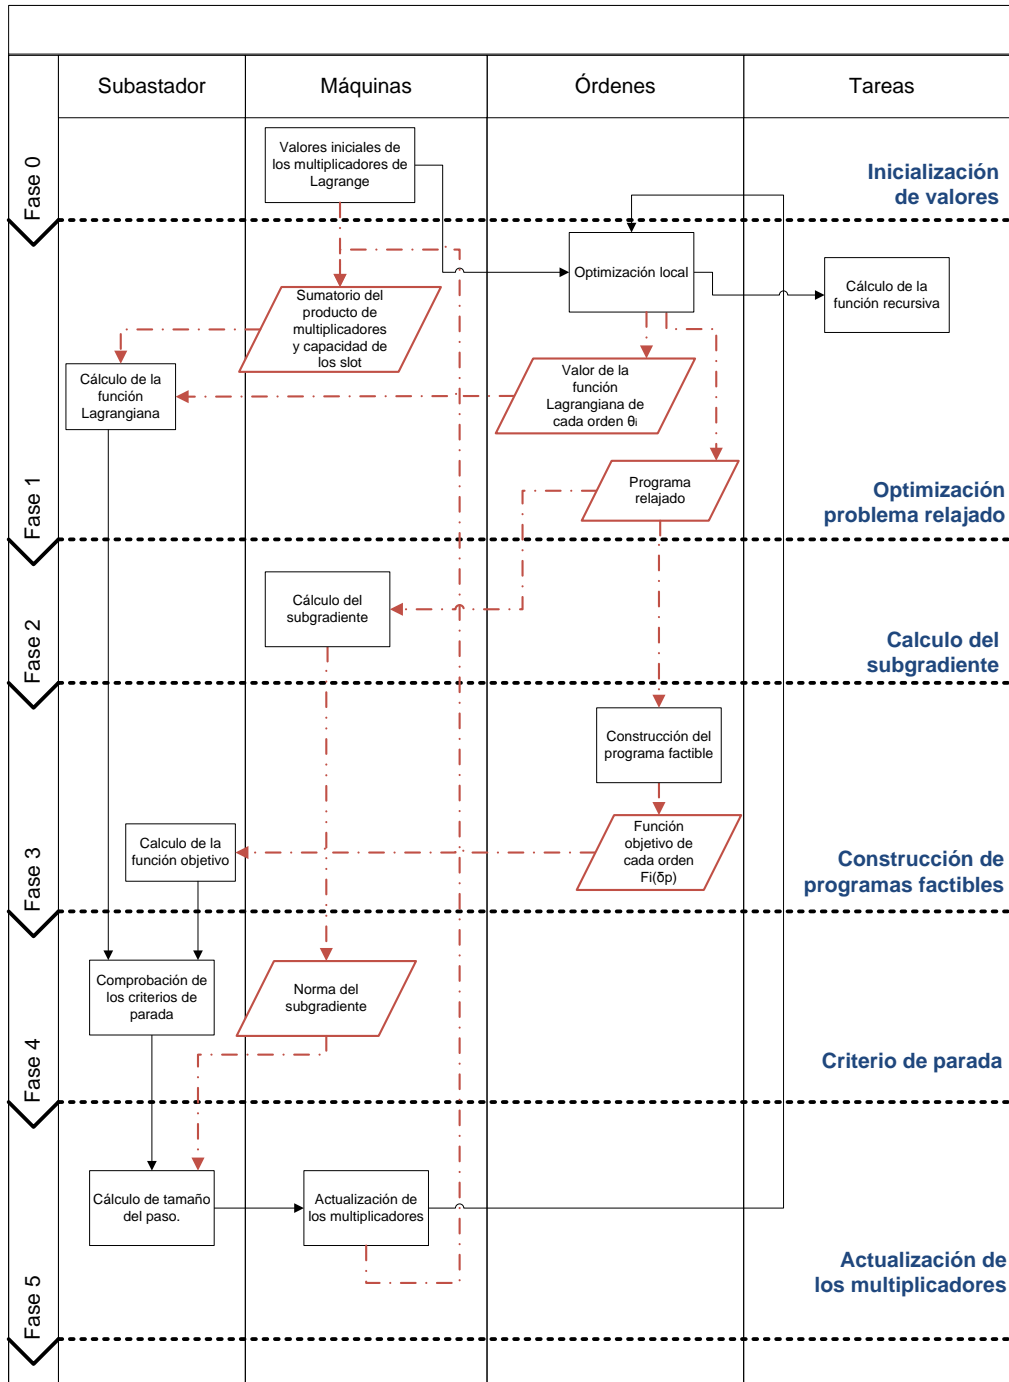 Subastador
Máquinas
Órdenes
Tareas
Fase 0
Valores iniciales de
los multiplicadores de
Lagrange
Inicialización
de valores
Fase 1
Optimización local
Cálculo de la
función recursiva
Sumatorio del
producto de
multiplicadores
y capacidad de
los slot
Cálculo de la
función
Lagrangiana
Valor de la
función
Lagrangiana de
cada orden θi
Programa
relajado
Optimización
problema relajado
Fase 2
Cálculo del
subgradiente
Calculo del
subgradiente
Fase 3
Construcción del
programa factible
Calculo de la
función objetivo
Función
objetivo de
cada orden
Fi(δp)
Construcción de
programas factibles
Fase 4
Comprobación de
los criterios de
parada
Norma del
subgradiente
Criterio de parada
Fase 5
Cálculo de tamaño
del paso.
Actualización de
los multiplicadores
Actualización de
los multiplicadores